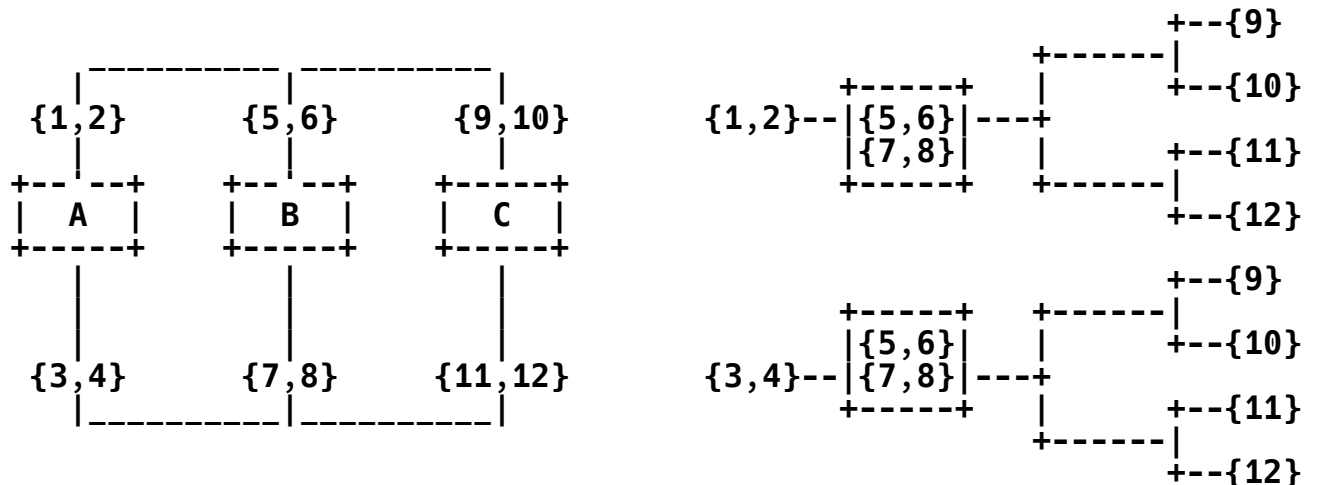 {9}
{1,2} {5,6} {9,10} {1,2} {5,6} {10}
{7,8} {11}
A B C {12}
{9}
{5,6} {10}
{3,4} {7,8} {11,12} {3,4} {7,8}
{11}
{12}